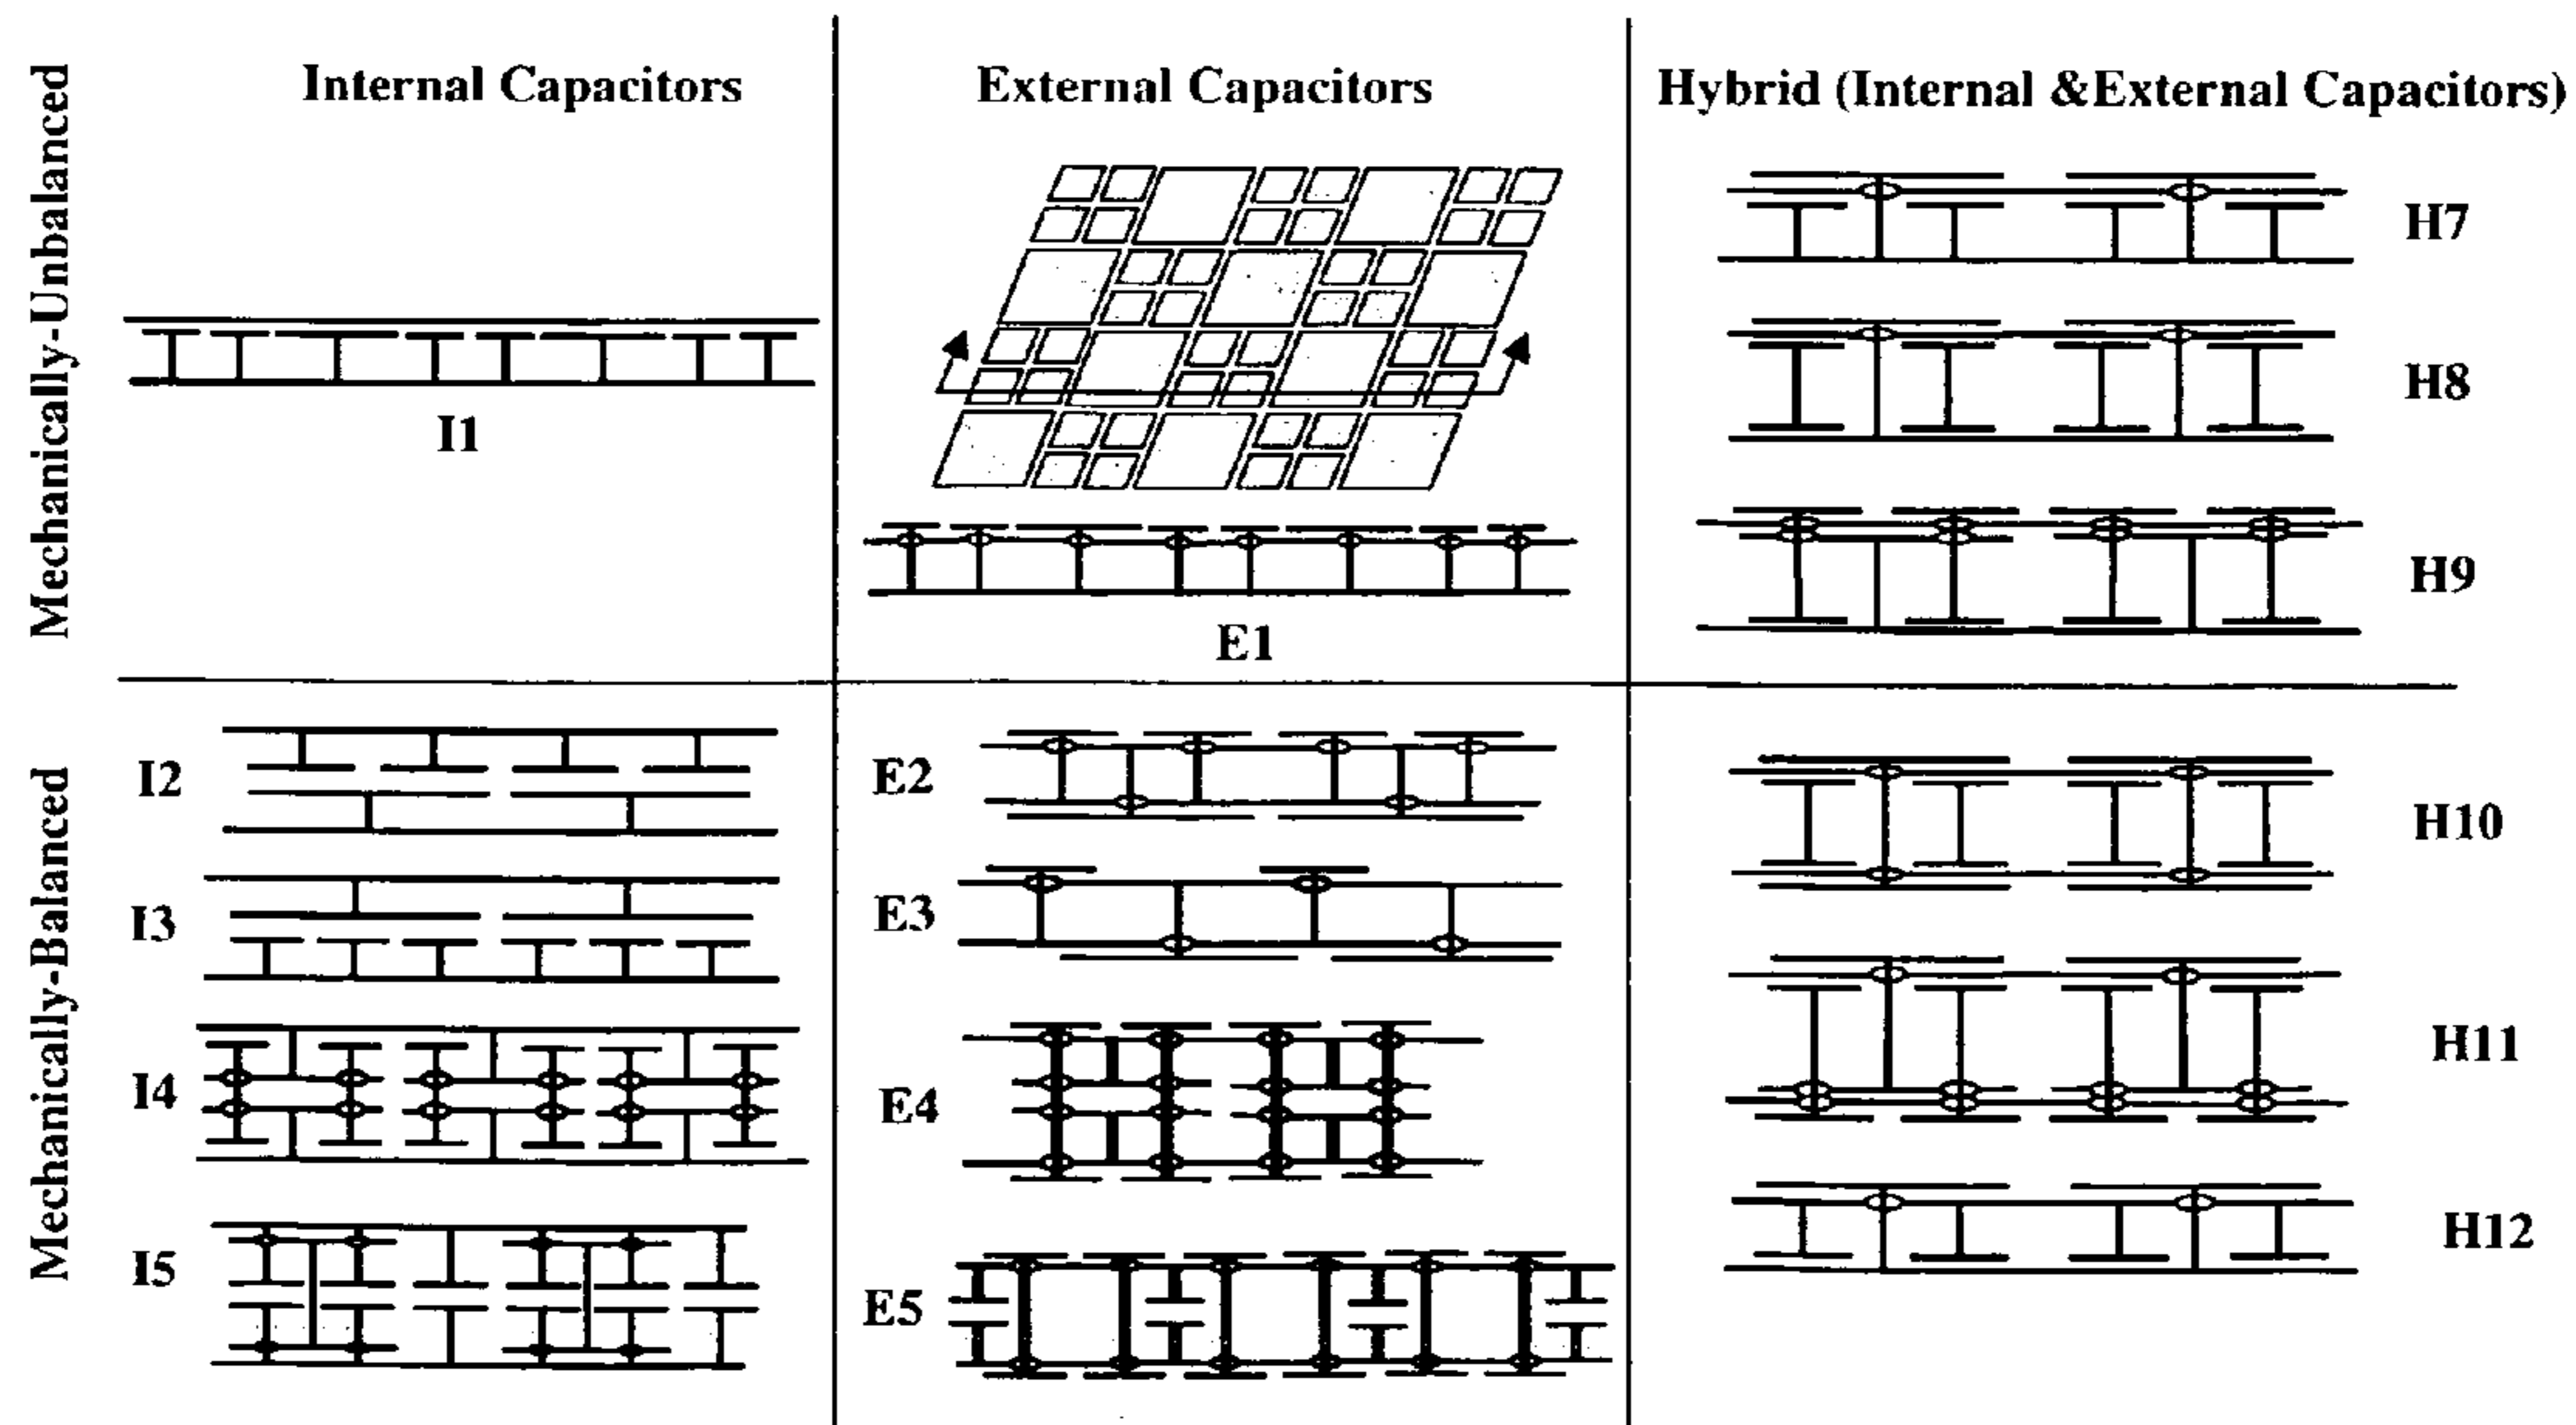 Internal Capacitors
External Capacitors
Hybrid (Internal &External Capacitors)
Mechanically-Unbalanced
I1
E1
H7
H8
H9
Mechanically-Balanced
I2
I3
I4
I5
E2
E3
E4
E5
H10
H11
H12